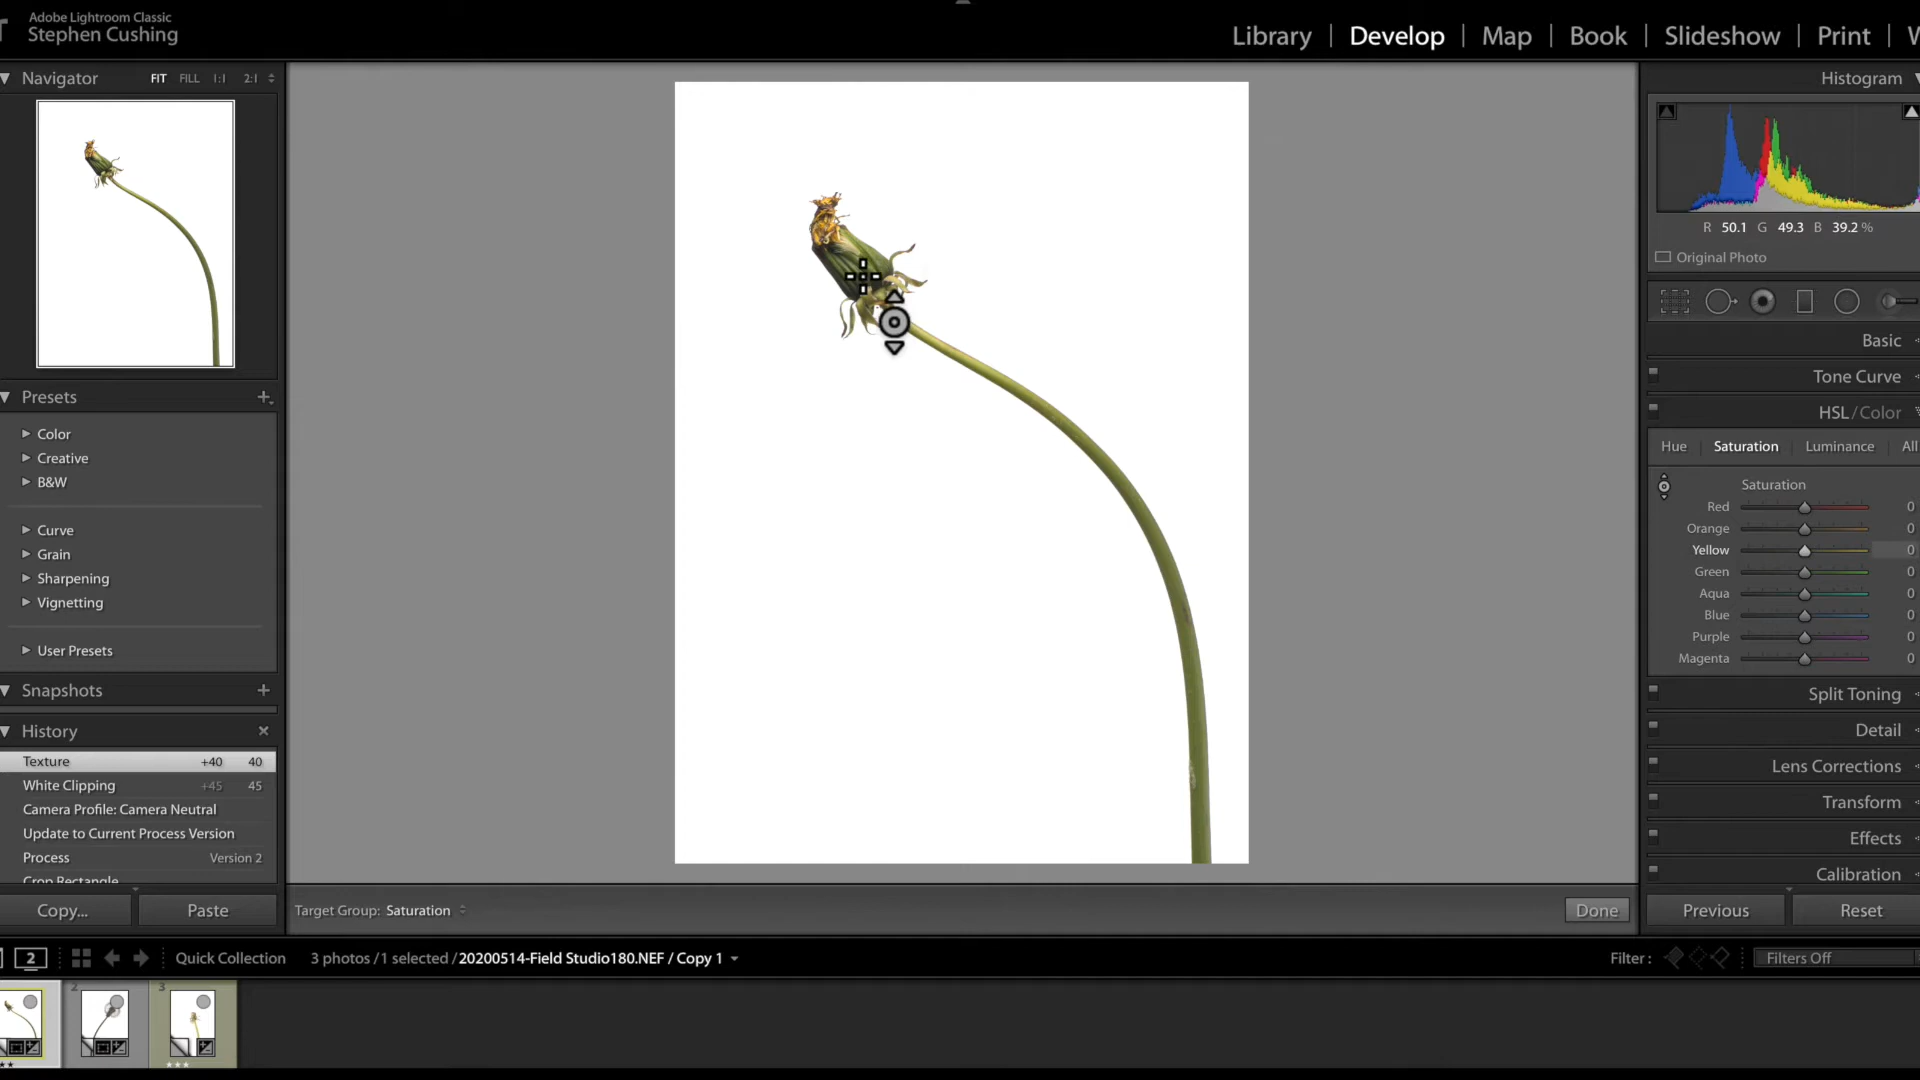 Adobe Lightroom Classic
Stephen Cushing
Library | Develop | Map | Book | Slideshow | Print | W
Navigator FIT FILL 1:1 2:1
Histogram
R 50.1 G 49.3 B 39.2 %
Original Photo
Basic
Tone Curve
HSL / Color
Hue Saturation Luminance All
Saturation
Red 0
Orange 0
Yellow 0
Green 0
Aqua 0
Blue 0
Purple 0
Magenta 0
Split Toning
Detail
Lens Corrections
Transform
Effects
Calibration
Previous Reset
Presets
Color
Creative
B&W
Curve
Grain
Sharpening
Vignetting
User Presets
Snapshots
History
Texture +40 40
White Clipping +45 45
Camera Profile: Camera Neutral
Update to Current Process Version
Process Version 2
Crop Rectangle
Copy... Paste
Target Group: Saturation
Done
2 Quick Collection 3 photos / 1 selected / 20200514-Field Studio180.NEF / Copy 1
Filter : Filters Off
2 3